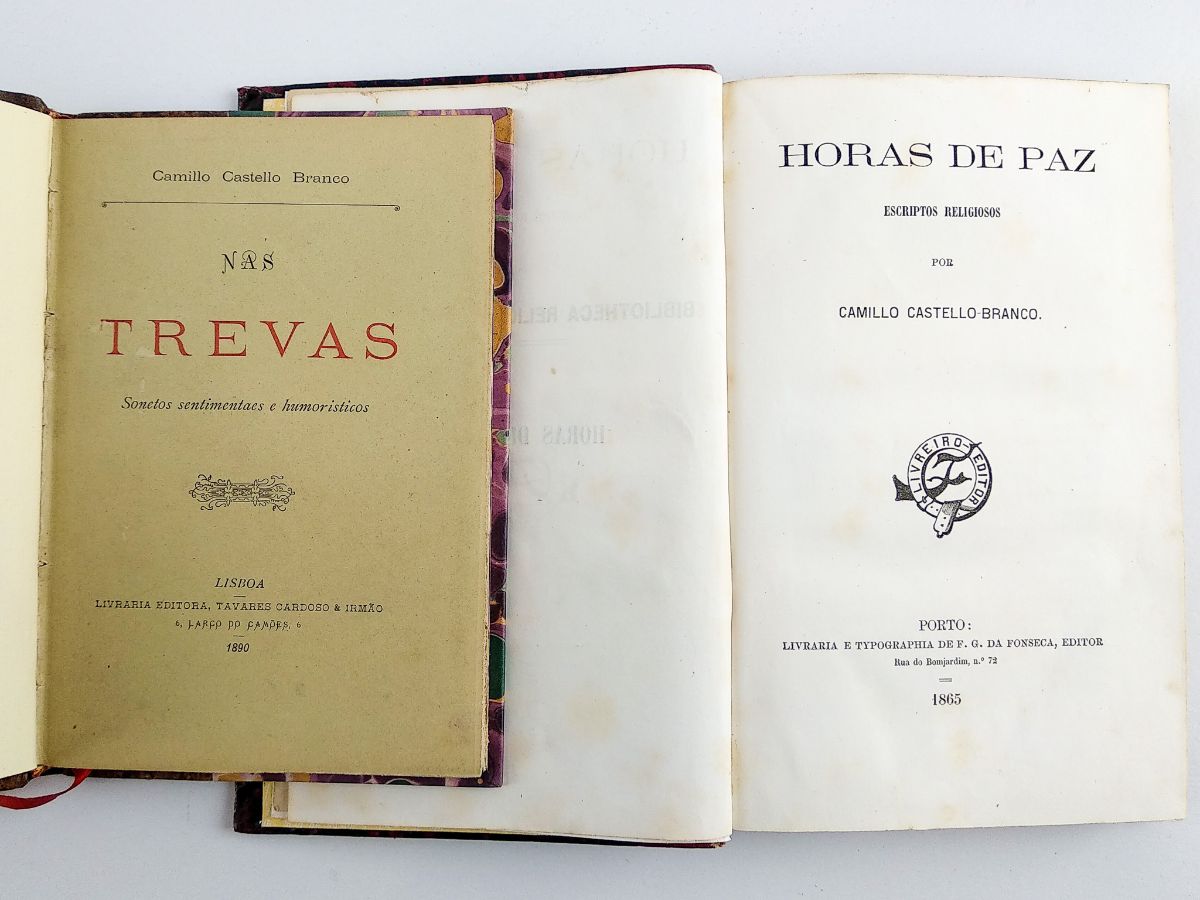 Camillo Castello Branco
NAS
TREVAS
Sonetos sentimentaes e humoristicos
LISBOA
LIVRARIA EDITORA, TAVARES CARDOSO & IRMÃO
6, LARGO DO CAMÕES, 6
1890
HORAS DE PAZ
ESCRIPTOS RELIGIOSOS
POR
CAMILLO CASTELLO-BRANCO.
LIVREIRO-EDITOR
PORTO:
LIVRARIA E TYPOGRAPHIA DE F. G. DA FONSECA, EDITOR
Rua do Bomjardim, n.º 72
1865